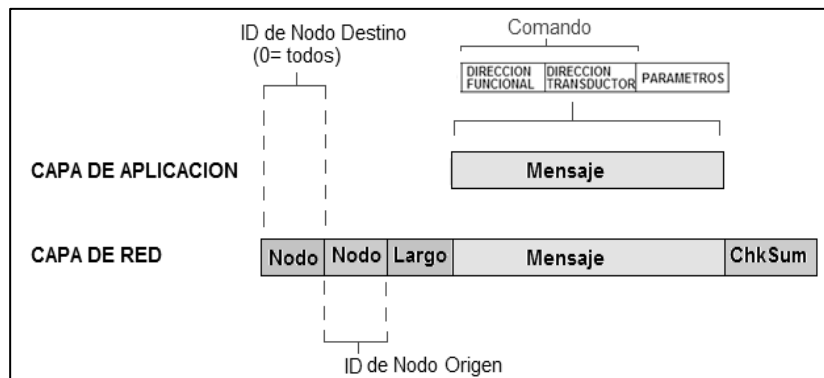 ID de Nodo Destino
(0= todos)
Comando
DIRECCION FUNCIONAL
DIRECCION TRANSDUCTOR
PARAMETROS
CAPA DE APLICACION
Mensaje
CAPA DE RED
Nodo
Nodo
Largo
Mensaje
ChkSum
ID de Nodo Origen